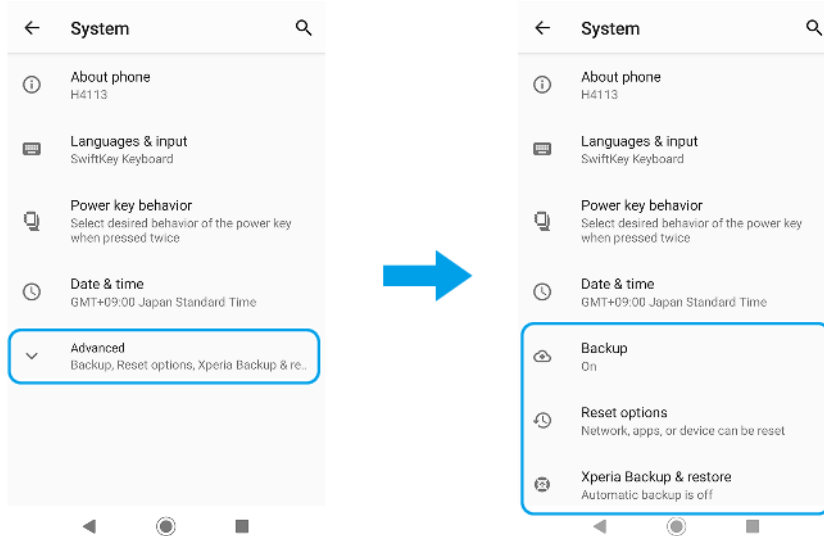 System
About phone
H4113
Languages & input
SwiftKey Keyboard
Power key behavior
Select desired behavior of the power key
when pressed twice
Date & time
GMT+09:00 Japan Standard Time
Advanced
Backup, Reset options, Xperia Backup & re..
System
About phone
H4113
Languages & input
SwiftKey Keyboard
Power key behavior
Select desired behavior of the power key
when pressed twice
Date & time
GMT+09:00 Japan Standard Time
Backup
On
Reset options
Network, apps, or device can be reset
Xperia Backup & restore
Automatic backup is off